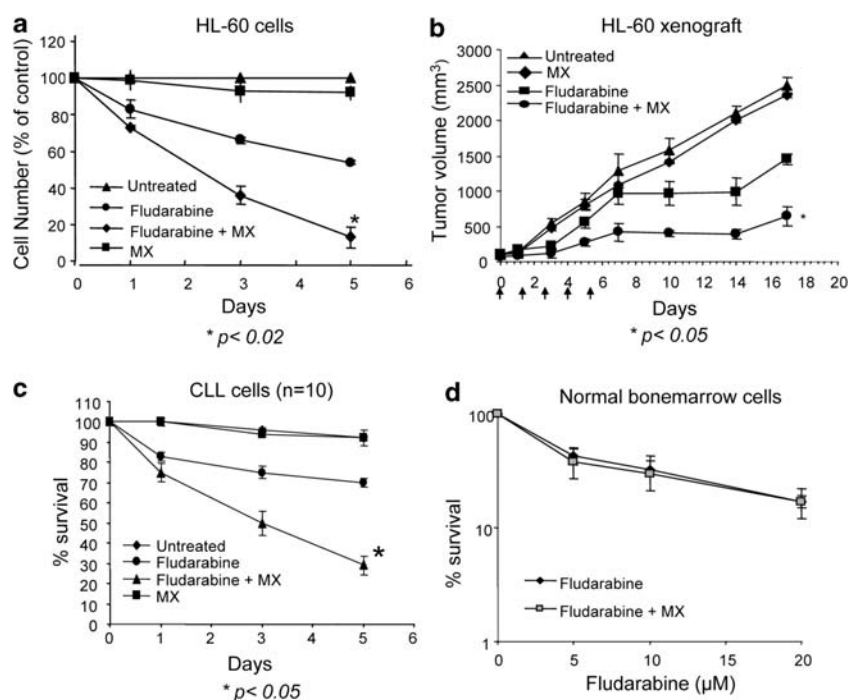 a
HL-60 cells
Cell Number (% of control)
120
100
80
60
40
20
0
Untreated
Fludarabine
Fludarabine + MX
MX
*
0 1 2 3 4 5 6
Days
* p< 0.02
b
HL-60 xenograft
Tumor volume (mm³)
3000
2500
2000
1500
1000
500
0
Untreated
MX
Fludarabine
Fludarabine + MX
*
0 2 4 6 8 10 12 14 16 18 20
Days
* p< 0.05
c
CLL cells (n=10)
% survival
110
100
90
80
70
60
50
40
30
20
10
0
Untreated
Fludarabine
Fludarabine + MX
MX
*
0 1 2 3 4 5 6
Days
* p< 0.05
d
Normal bonemarrow cells
% survival
100
10
1
Fludarabine
Fludarabine + MX
0 5 10 20
Fludarabine (µM)